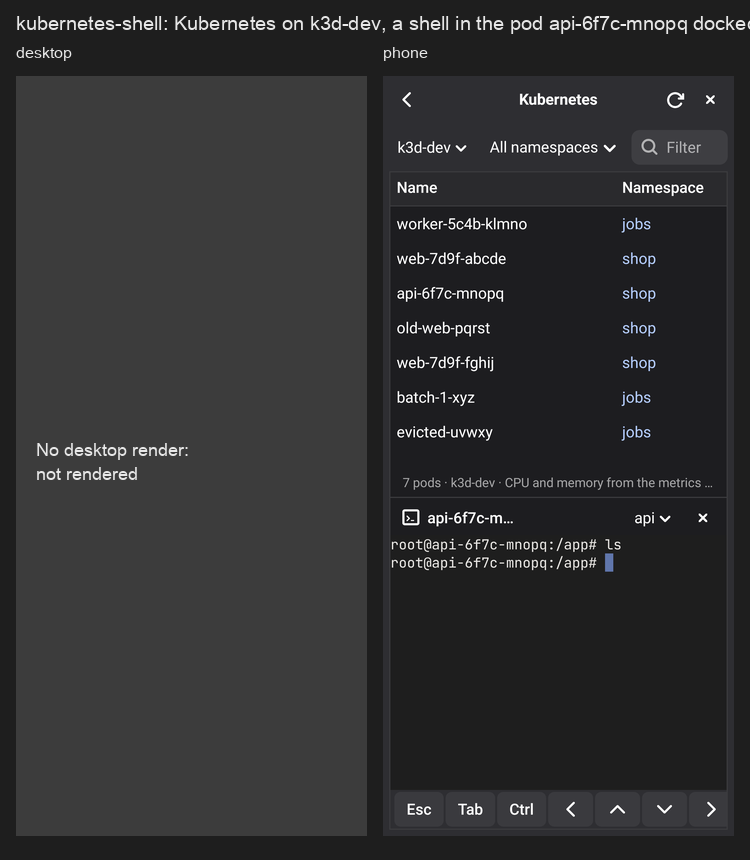 kubernetes-shell: Kubernetes on k3d-dev, a shell in the pod api-6f7c-mnopq
desktop
phone
No desktop render:
not rendered
Kubernetes
k3d-dev
All namespaces
Filter
Name Namespace
worker-5c4b-klmno jobs
web-7d9f-abcde shop
api-6f7c-mnopq shop
old-web-pqrst shop
web-7d9f-fghij shop
batch-1-xyz jobs
evicted-uvwxy jobs
7 pods · k3d-dev · CPU and memory from the metrics …
api-6f7c-m… api
root@api-6f7c-mnopq:/app# ls
root@api-6f7c-mnopq:/app#
Esc Tab Ctrl